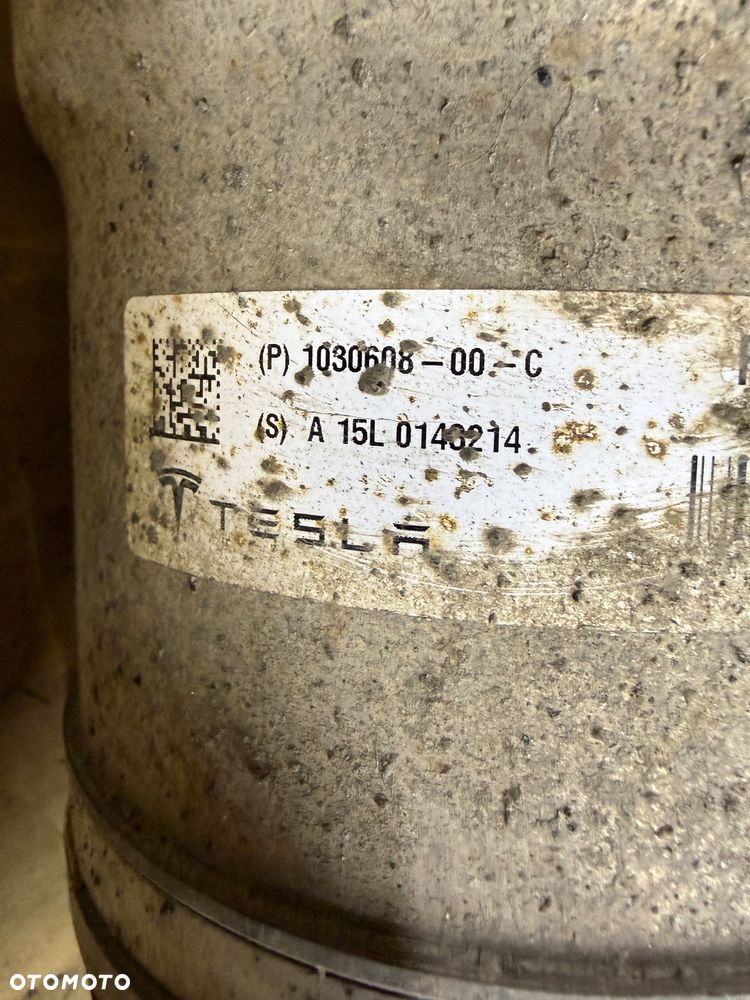 (P) 1030608-00-C
(S) A 15L 0143214
TESLA
OTOMOTO